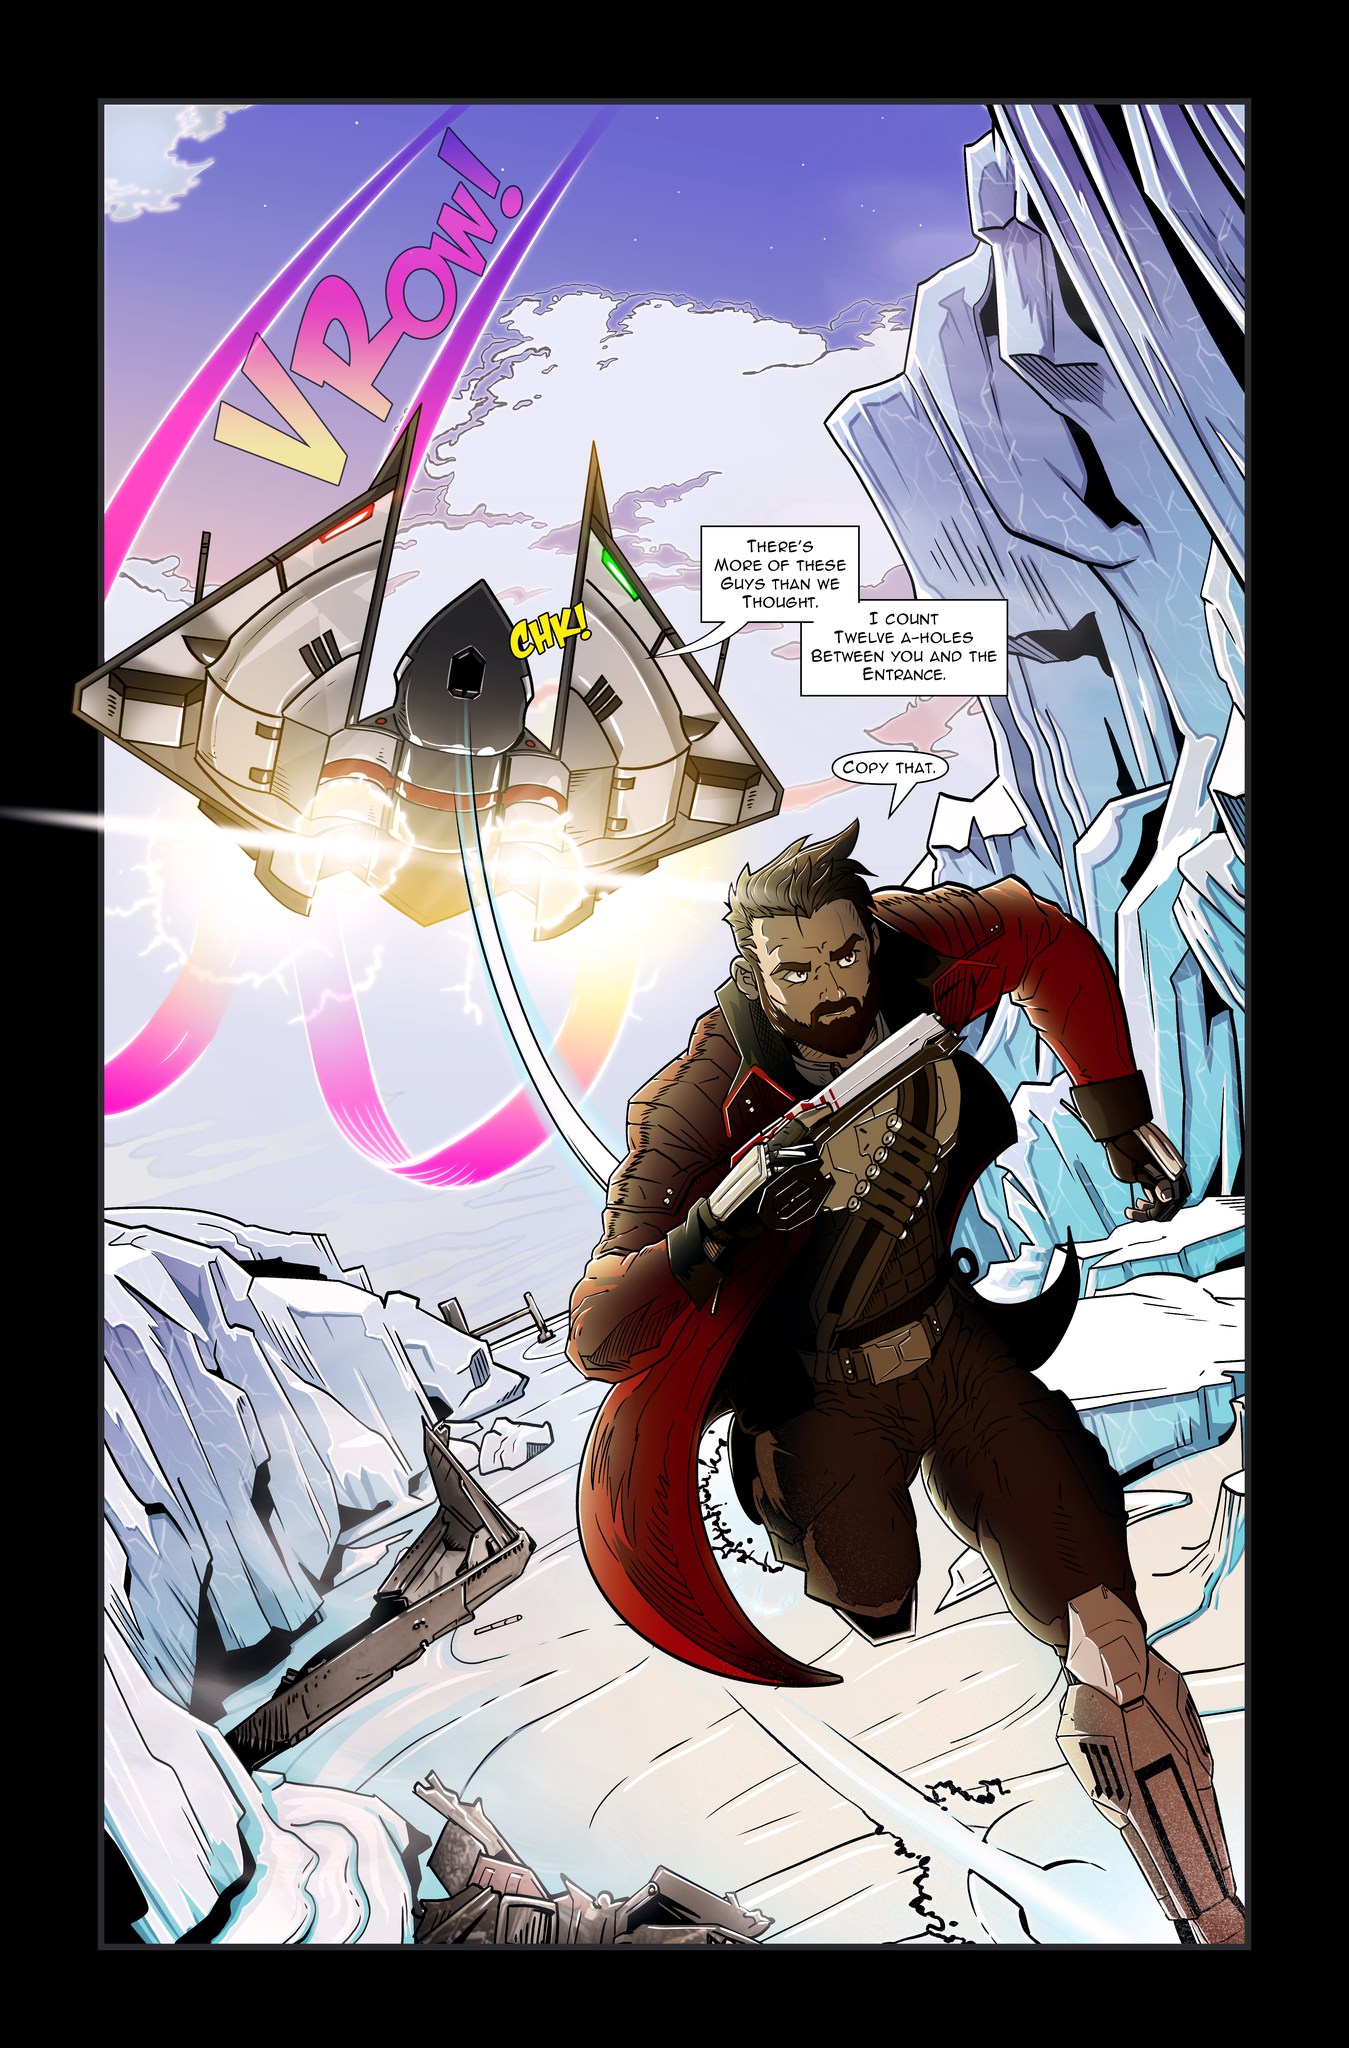 VROW!
CHK!
THERE'S
MORE OF THESE
GUYS THAN WE
THOUGHT.
I COUNT
TWELVE A-HOLES
BETWEEN YOU AND THE
ENTRANCE.
COPY THAT.